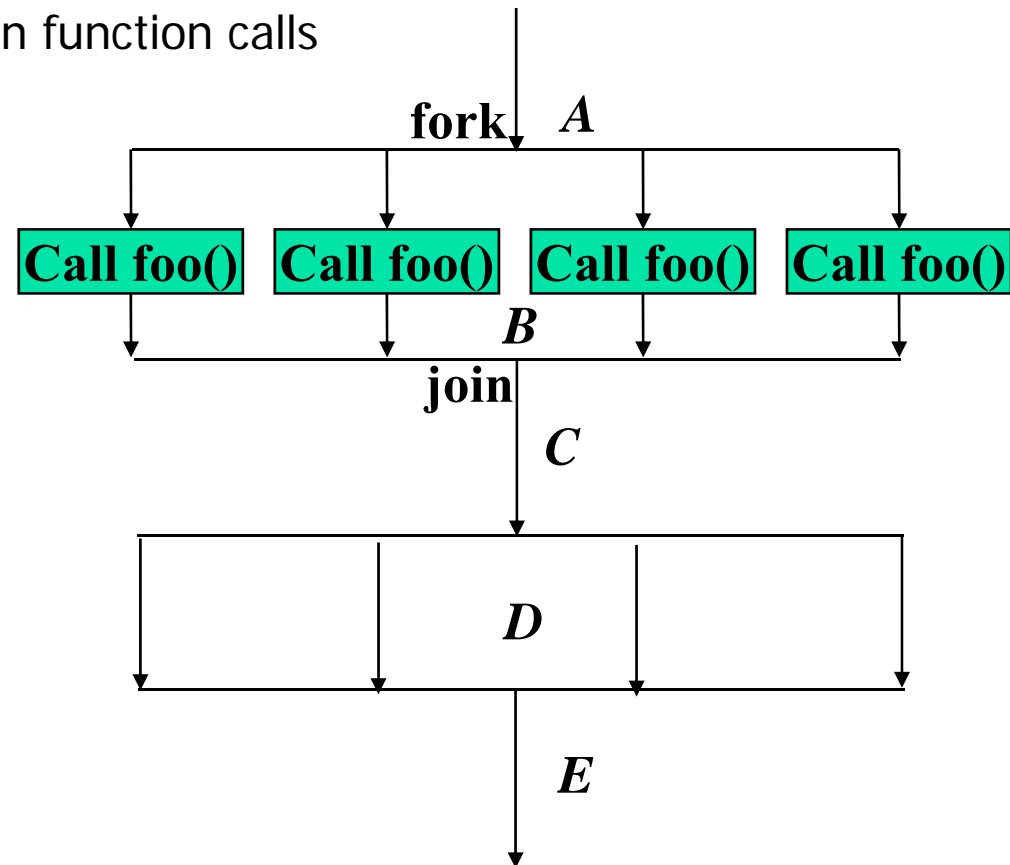 n function calls
fork A
Call foo() Call foo() Call foo() Call foo()
B
join
C
D
E